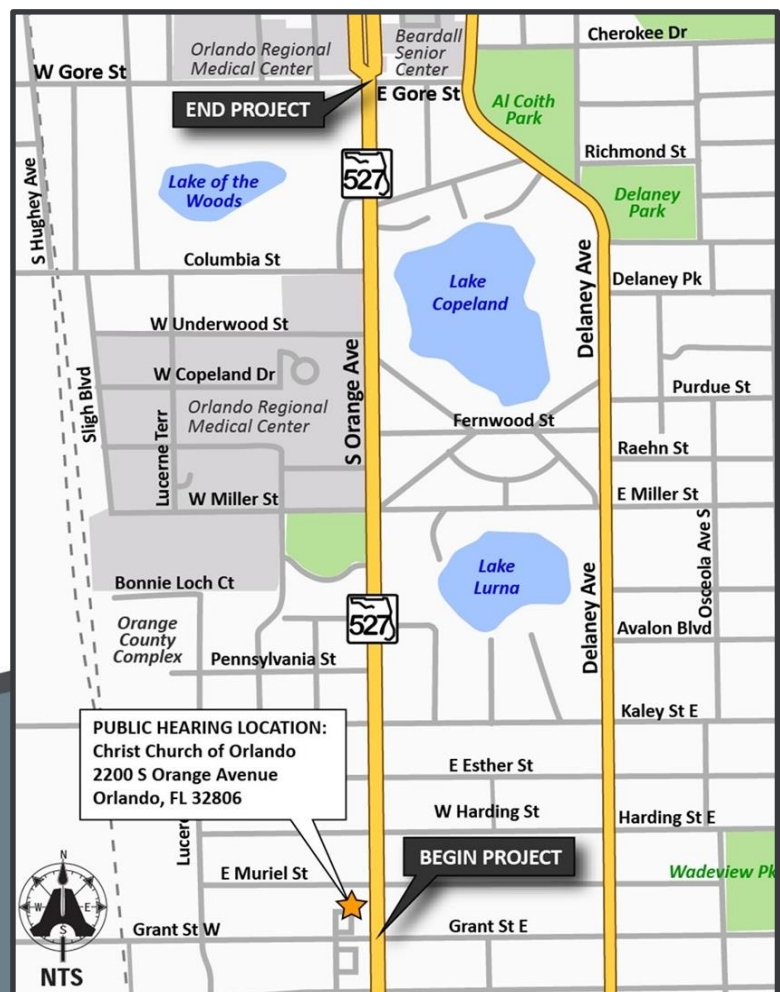 Cherokee Dr
Orlando Regional
Medical Center
Beardall
Senior
Center
W Gore St
E Gore St
END PROJECT
Al Coith
Park
527
Richmond St
S Hughey Ave
Lake of the
Woods
Delaney
Park
Columbia St
Lake
Copeland
Delaney Ave
Delaney Pk
W Underwood St
S Orange Ave
W Copeland Dr
Sligh Blvd
Purdue St
Lucerne Terr
Orlando Regional
Medical Center
Fernwood St
Raehn St
W Miller St
E Miller St
Osceola Ave S
Lake
Lurna
Bonnie Loch Ct
Delaney Ave
527
Orange
County
Complex
Avalon Blvd
Pennsylvania St
Kaley St E
PUBLIC HEARING LOCATION:
Christ Church of Orlando
2200 S Orange Avenue
Orlando, FL 32806
E Esther St
W Harding St
Harding St E
Lucer
BEGIN PROJECT
E Muriel St
Wadeview Pk
N
W
E
S
Grant St W
Grant St E
NTS